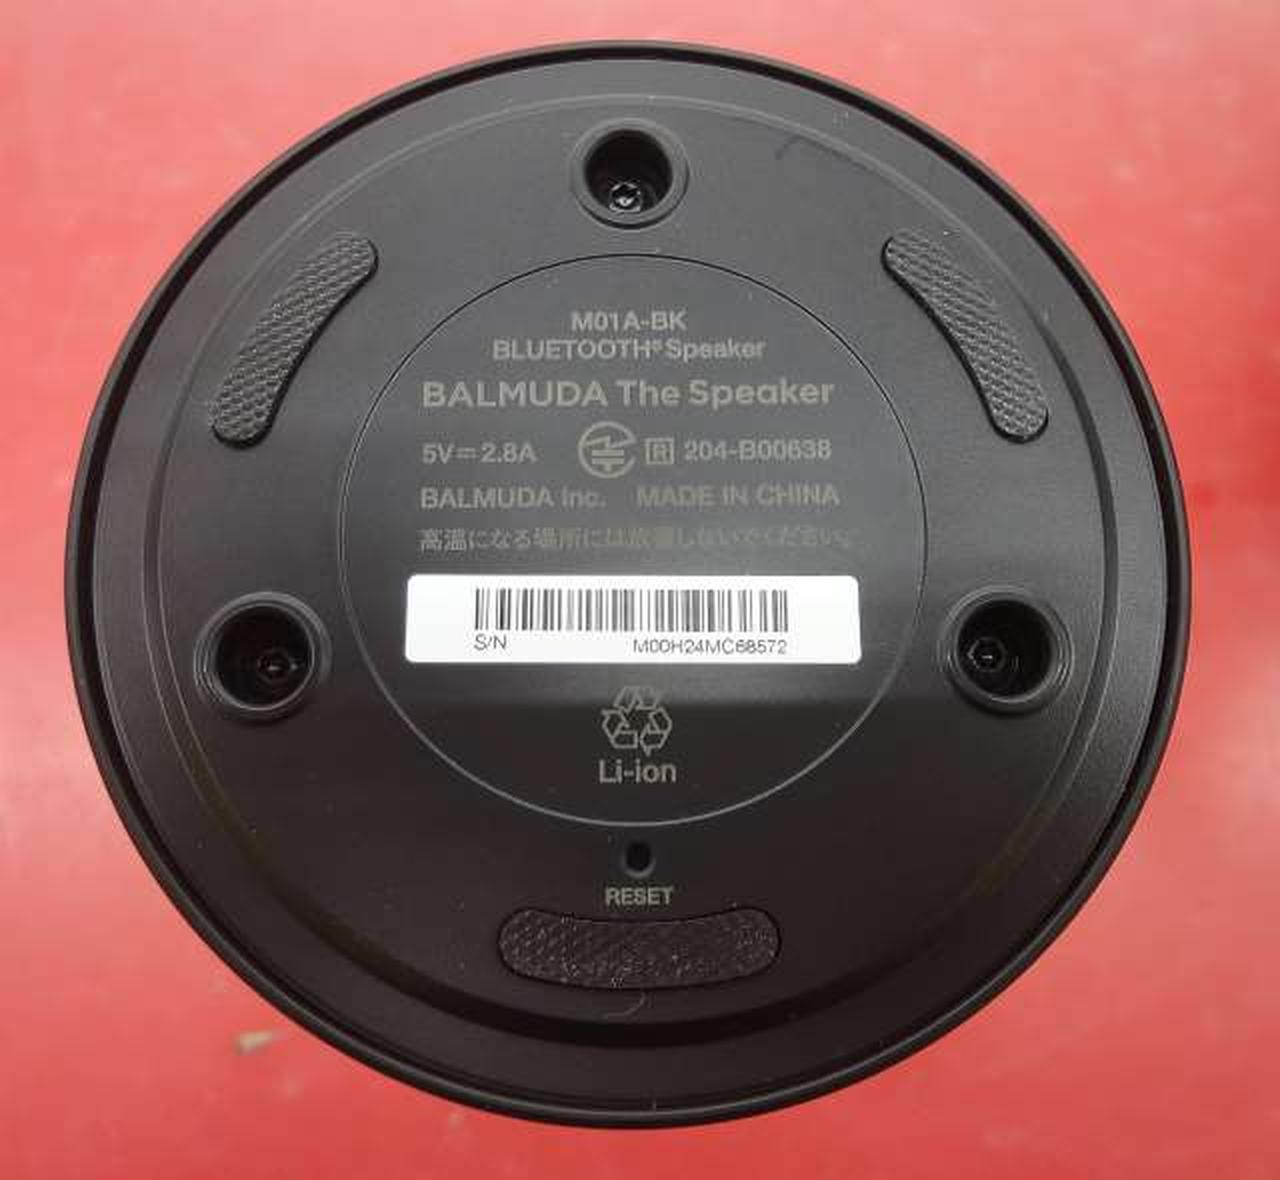 M01A-BK
BLUETOOTH® Speaker
BALMUDA The Speaker
5V⎓2.8A R 204-B00638
BALMUDA Inc. MADE IN CHINA
高温になる場所には放置しないでください。
S/N M00H24MC68572
Li-ion
RESET